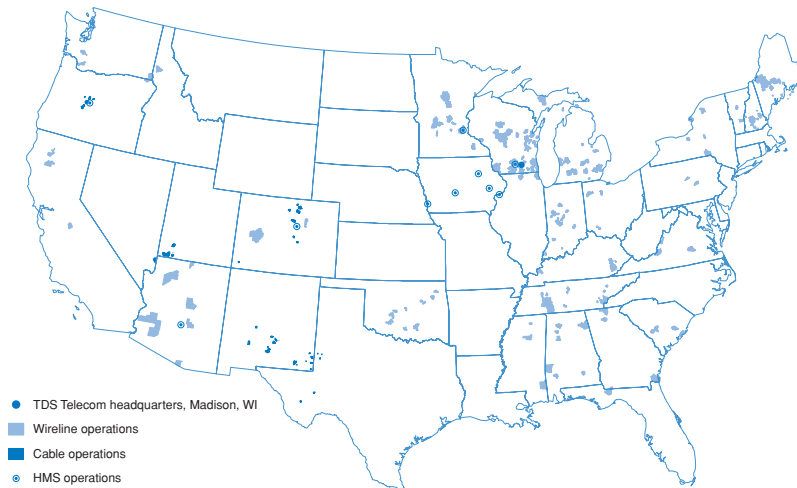 TDS Telecom headquarters, Madison, WI
Wireline operations
Cable operations
HMS operations